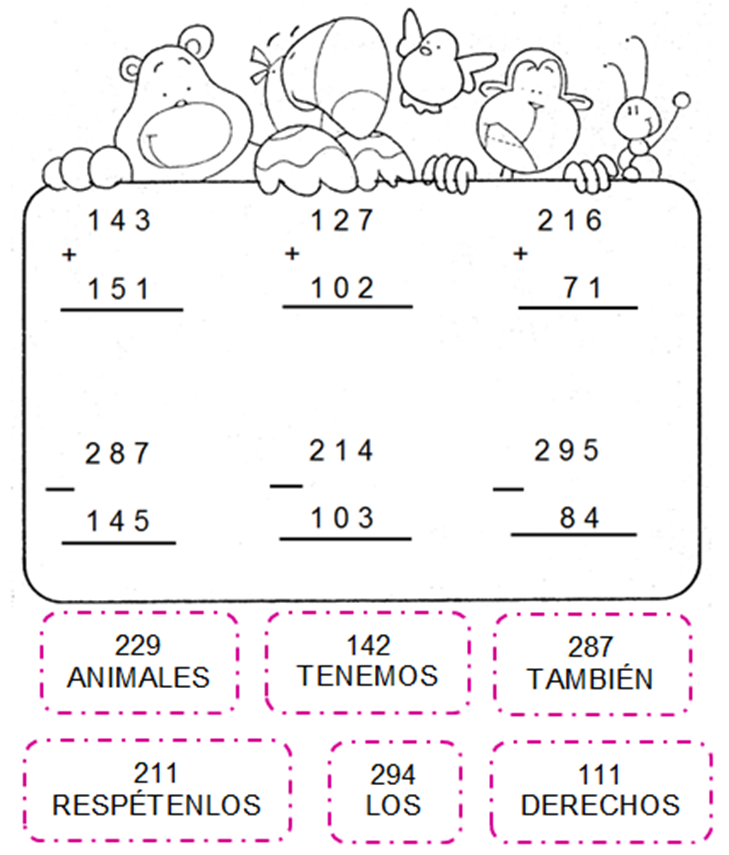 1 4 3 1 2 7 2 1 6
+ + +
1 5 1 1 0 2 7 1
2 8 7 2 1 4 2 9 5
— — —
1 4 5 1 0 3 8 4
229 142 287
ANIMALES TENEMOS TAMBIÉN
211 294 111
RESPÉTENLOS LOS DERECHOS